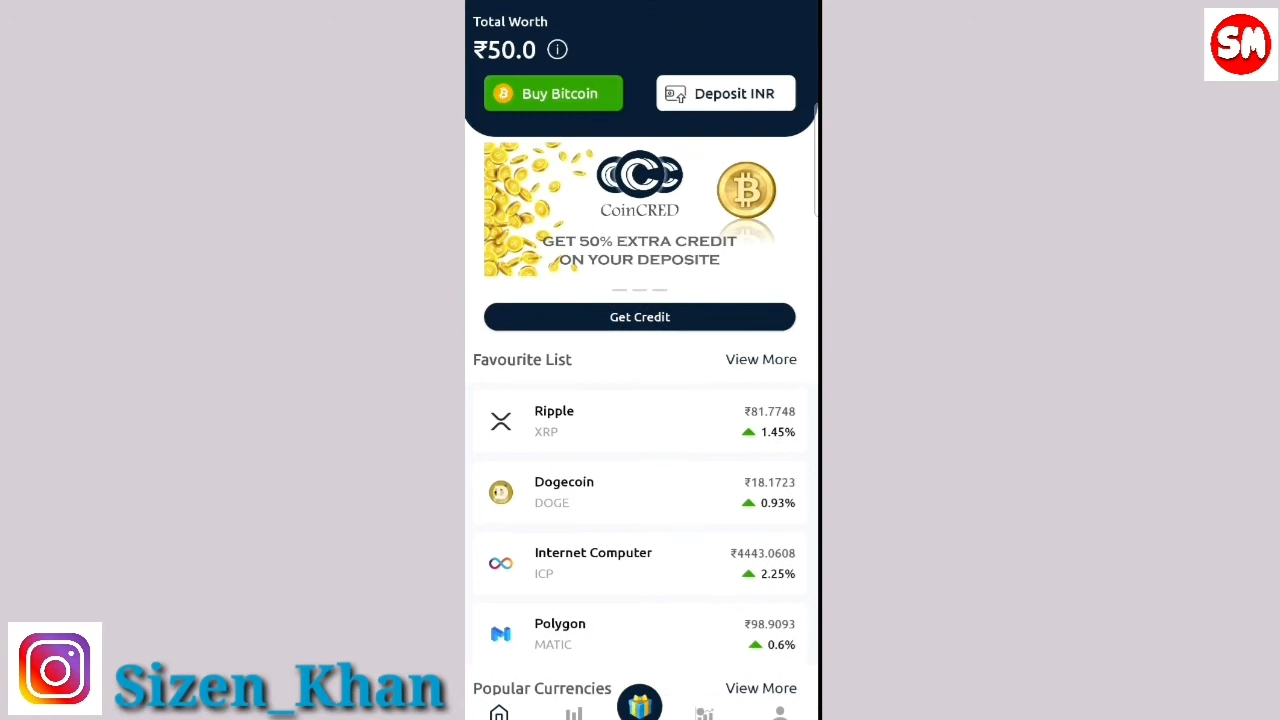 Total Worth
₹50.0
Buy Bitcoin
Deposit INR
SM
CoinCRED
GET 50% EXTRA CREDIT
ON YOUR DEPOSITE
Get Credit
Favourite List
View More
Ripple
₹81.7748
XRP
1.45%
Dogecoin
₹18.1723
DOGE
0.93%
Internet Computer
₹4443.0608
ICP
2.25%
Polygon
₹98.9093
MATIC
0.6%
Popular Currencies
View More
Sizen_Khan